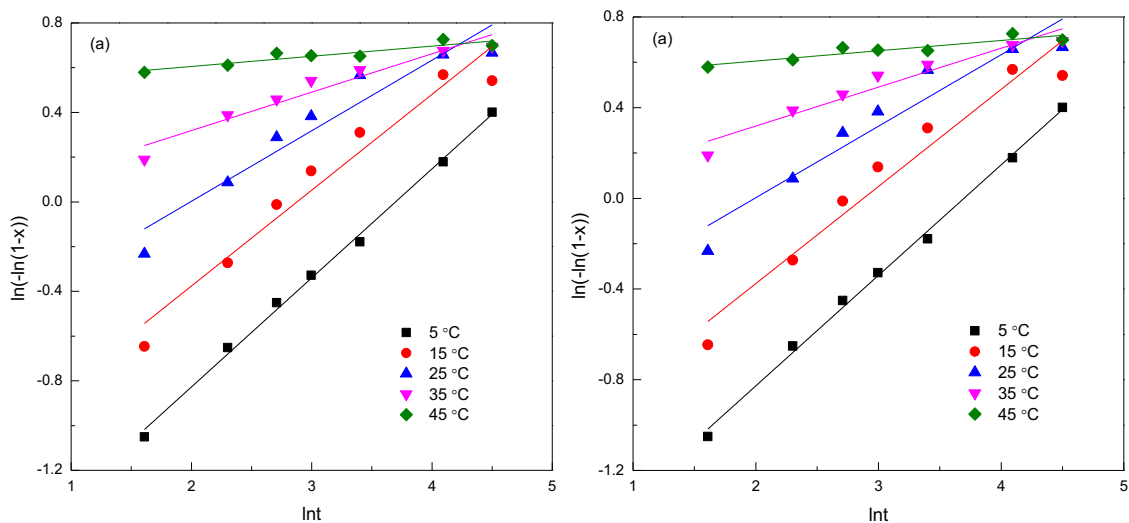 (a)
ln(-ln(1-x))
0.8
0.4
0.0
-0.4
-0.8
-1.2
5 °C
15 °C
25 °C
35 °C
45 °C
1 2 3 4 5
lnt
(a)
ln(-ln(1-x))
0.8
0.4
0.0
-0.4
-0.8
-1.2
5 °C
15 °C
25 °C
35 °C
45 °C
1 2 3 4 5
lnt